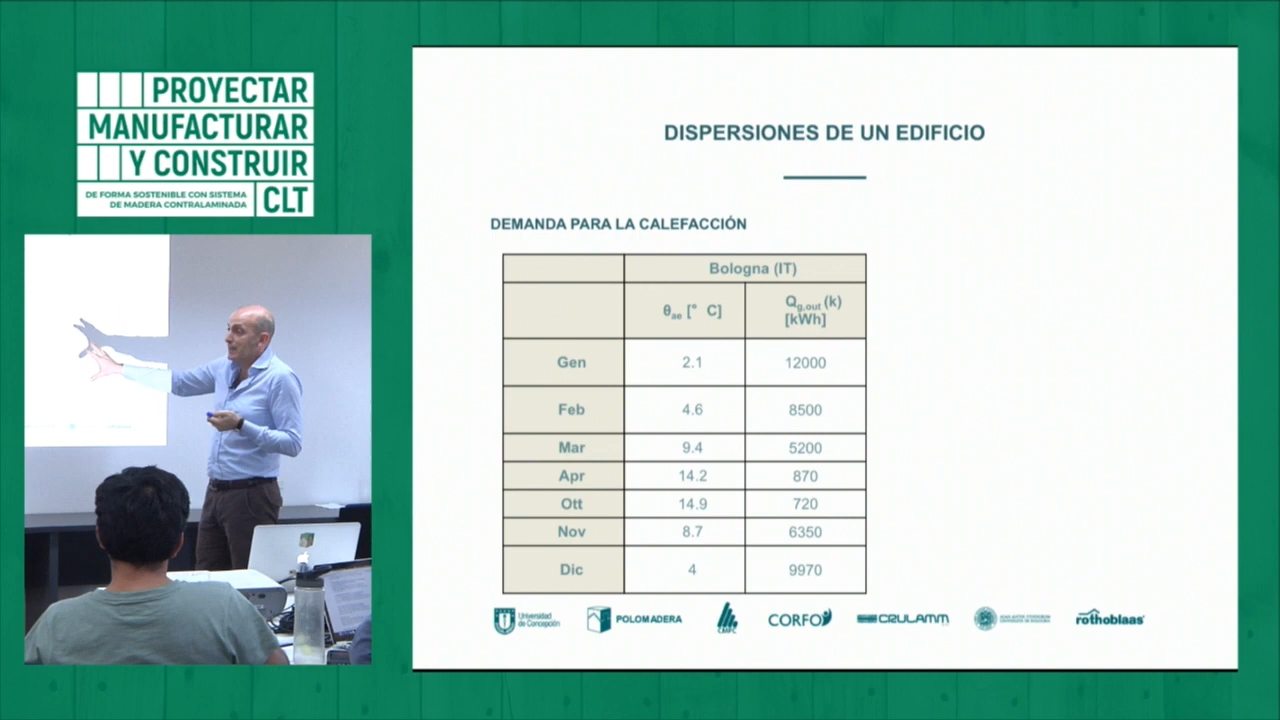 PROYECTAR
MANUFACTURAR
Y CONSTRUIR
DE FORMA SOSTENIBLE CON SISTEMA
DE MADERA CONTRALAMINADA
CLT
DISPERSIONES DE UN EDIFICIO
DEMANDA PARA LA CALEFACCIÓN
Bologna (IT)
θae [° C] Qg,out (k) [kWh]
Gen 2.1 12000
Feb 4.6 8500
Mar 9.4 5200
Apr 14.2 870
Ott 14.9 720
Nov 8.7 6350
Dic 4 9970
Universidad
de Concepción
POLOMADERA
CMPC
CORFO
CRULAMM
rothoblaas